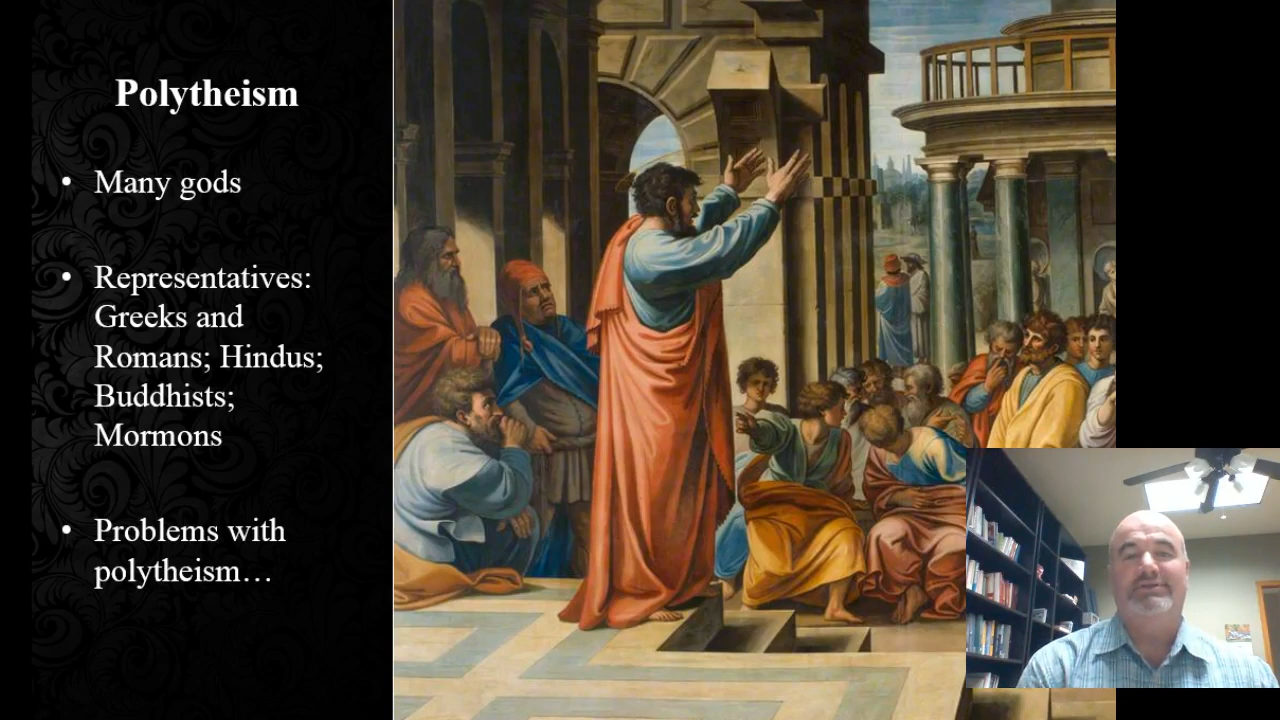 Polytheism
• Many gods
• Representatives:
Greeks and
Romans; Hindus;
Buddhists;
Mormons
• Problems with
polytheism…